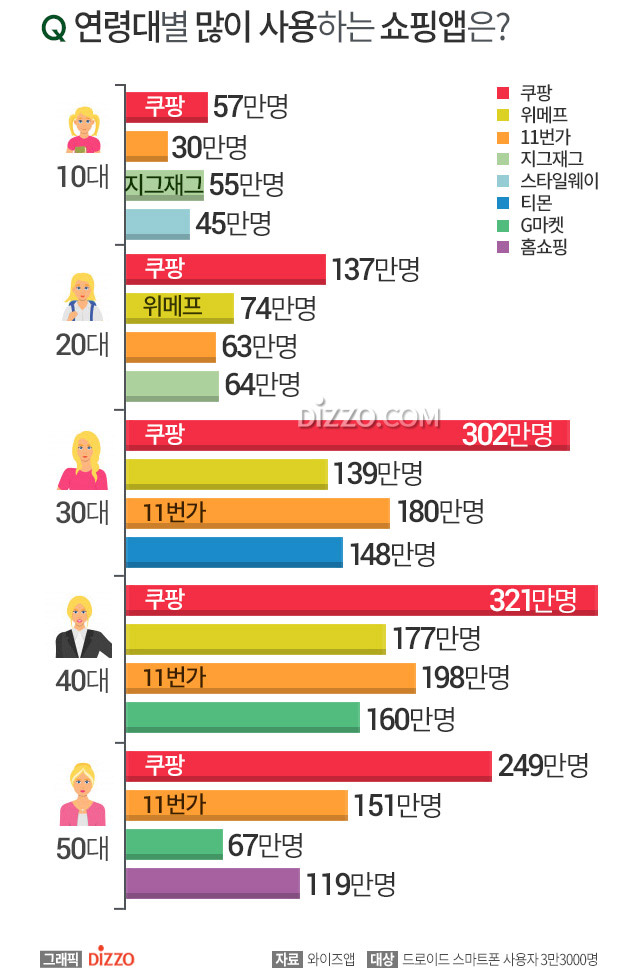 Q 연령대별 많이 사용하는 쇼핑앱은?
쿠팡
위메프
11번가
지그재그
스타일웨이
티몬
G마켓
홈쇼핑
10대
쿠팡 57만명
30만명
지그재그 55만명
45만명
20대
쿠팡 137만명
위메프 74만명
63만명
64만명
DIZZO.COM
30대
쿠팡 302만명
139만명
11번가 180만명
148만명
40대
쿠팡 321만명
177만명
11번가 198만명
160만명
50대
쿠팡 249만명
11번가 151만명
67만명
119만명
그래픽 DIZZO
자료 와이즈앱 대상 드로이드 스마트폰 사용자 3만3000명